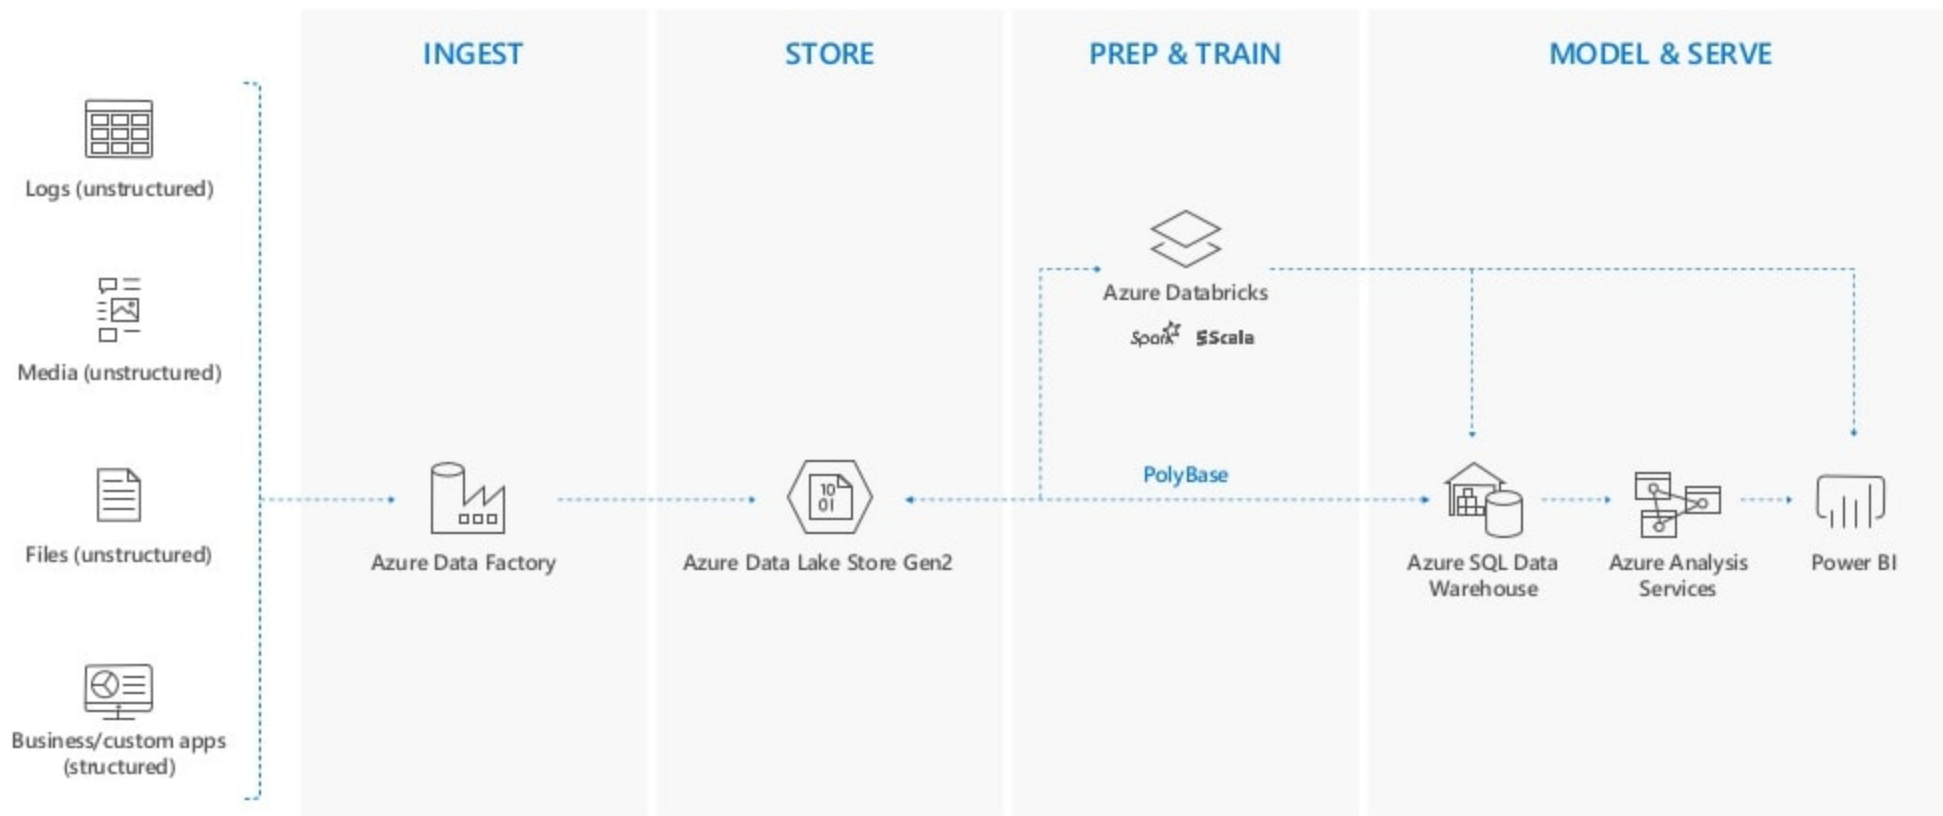 INGEST
STORE
PREP & TRAIN
MODEL & SERVE
Logs (unstructured)
Media (unstructured)
Files (unstructured)
Business/custom apps
(structured)
Azure Data Factory
10
01
Azure Data Lake Store Gen2
Azure Databricks
Spark Scala
PolyBase
Azure SQL Data
Warehouse
Azure Analysis
Services
Power BI